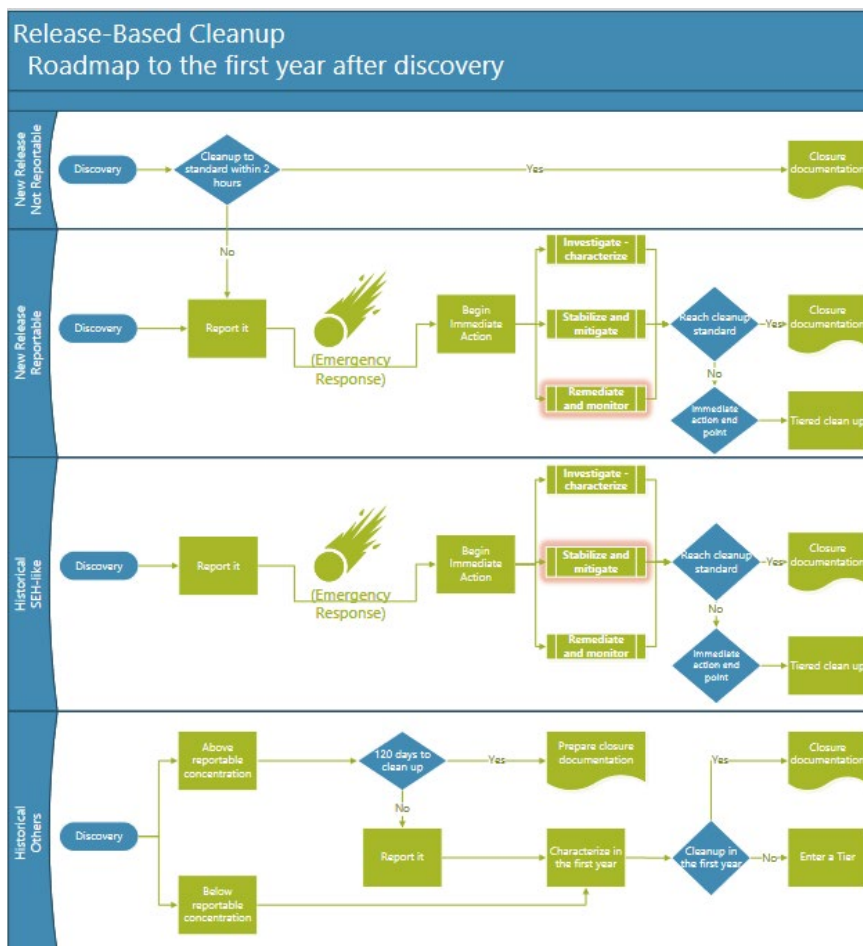 Release-Based Cleanup
Roadmap to the first year after discovery
New Release
Not Reportable
Discovery
Cleanup to
standard within 2
hours
Yes
Closure
documentation
No
New Release
Reportable
Discovery
Report it
(Emergency
Response)
Begin
Immediate
Action
Investigate -
characterize
Stabilize and
mitigate
Remediate
and monitor
Reach cleanup
standard
Yes
Closure
documentation
No
Immediate
action end
point
Tiered clean up
Historical
SEH-like
Discovery
Report it
(Emergency
Response)
Begin
Immediate
Action
Investigate -
characterize
Stabilize and
mitigate
Remediate
and monitor
Reach cleanup
standard
Yes
Closure
documentation
No
Immediate
action end
point
Tiered clean up
Historical
Others
Discovery
Above
reportable
concentration
120 days to
clean up
Yes
Prepare closure
documentation
No
Report it
Characterize in
the first year
Cleanup in
the first year
Yes
Closure
documentation
No
Enter a Tier
Below
reportable
concentration